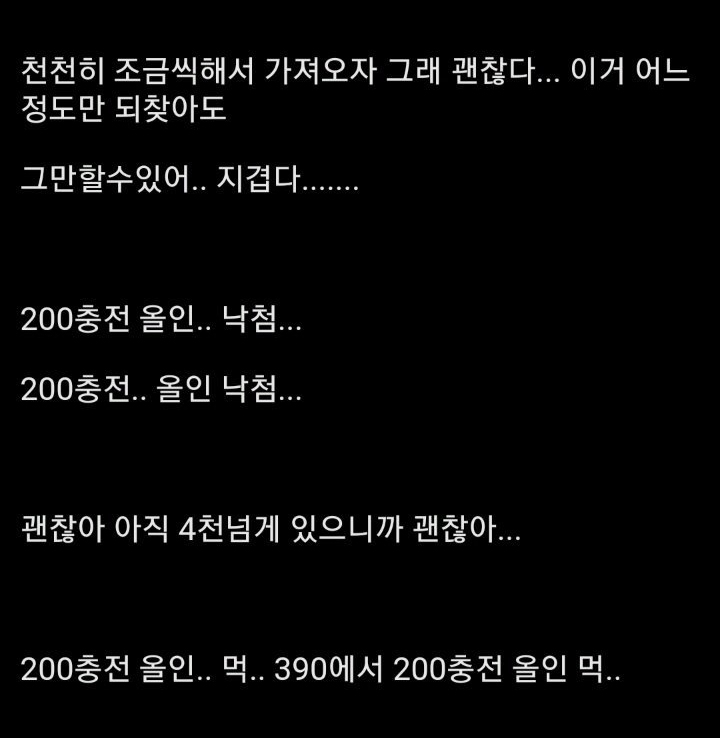 천천히 조금씩해서 가져오자 그래 괜찮다... 이거 어느
정도만 되찾아도
그만할수있어.. 지겹다.......
200충전 올인.. 낙첨...
200충전.. 올인 낙첨...
괜찮아 아직 4천넘게 있으니까 괜찮아...
200충전 올인.. 먹.. 390에서 200충전 올인 먹..